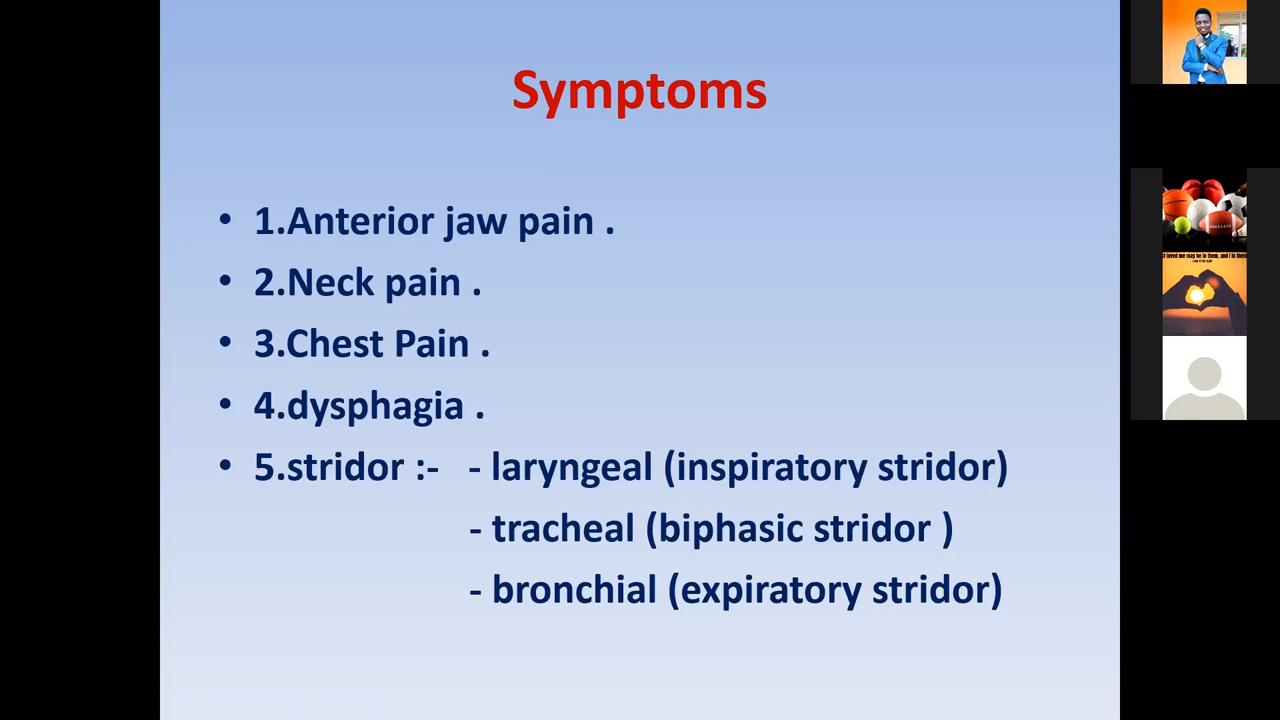 Symptoms
• 1.Anterior jaw pain .
• 2.Neck pain .
• 3.Chest Pain .
• 4.dysphagia .
• 5.stridor :- - laryngeal (inspiratory stridor)
- tracheal (biphasic stridor )
- bronchial (expiratory stridor)